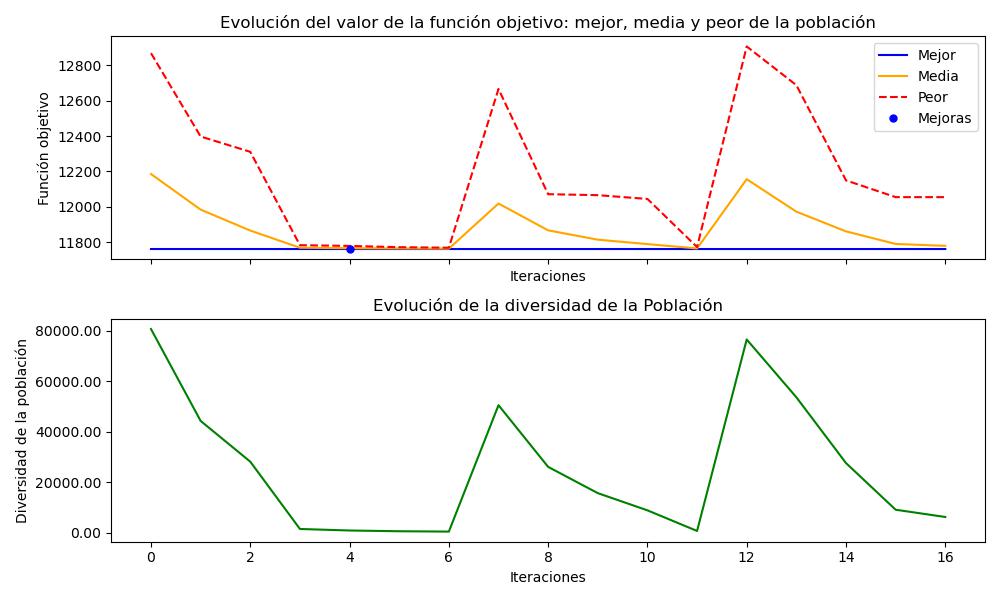 Evolución del valor de la función objetivo: mejor, media y peor de la población
Función objetivo
12800
12600
12400
12200
12000
11800
Mejor
Media
Peor
Mejoras
Iteraciones
Evolución de la diversidad de la Población
Diversidad de la población
80000.00
60000.00
40000.00
20000.00
0.00
0 2 4 6 8 10 12 14 16
Iteraciones